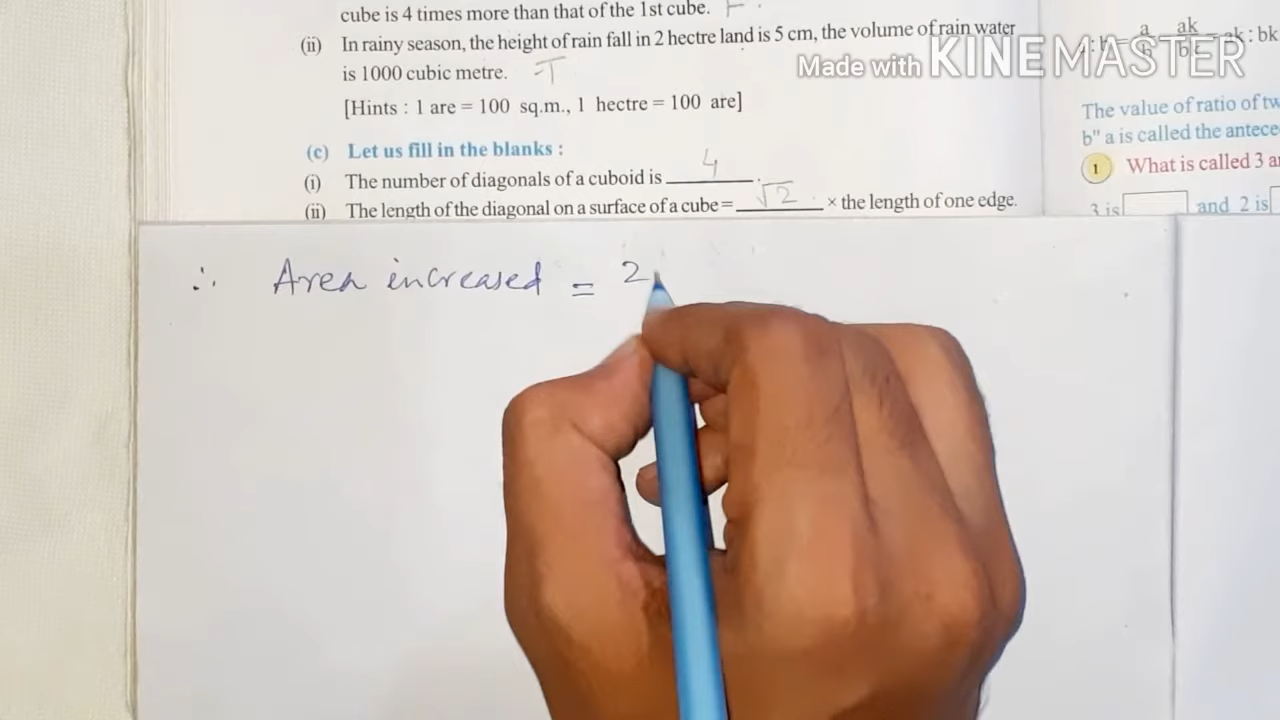 cube is 4 times more than that of the 1st cube. F.
(ii) In rainy season, the height of rain fall in 2 hectre land is 5 cm, the volume of rain water
is 1000 cubic metre. -T
[Hints : 1 are = 100 sq.m., 1 hectre = 100 are]
(c) Let us fill in the blanks :
(i) The number of diagonals of a cuboid is 4.
(ii) The length of the diagonal on a surface of a cube = √2 × the length of one edge.
∴ Area increased = 2
Made with KINEMASTER
ak : bk
The value of ratio of tw
b" a is called the antece
1 What is called 3 a
3 is and 2 is